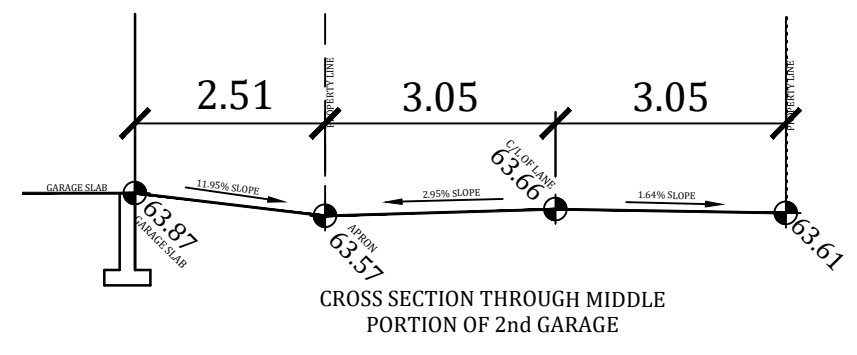 2.51
3.05
3.05
PROPERTY LINE
PROPERTY LINE
GARAGE SLAB
11.95% SLOPE
2.95% SLOPE
C/L OF LANE
63.66
1.64% SLOPE
63.87
GARAGE SLAB
APRON
63.57
63.61
CROSS SECTION THROUGH MIDDLE
PORTION OF 2nd GARAGE